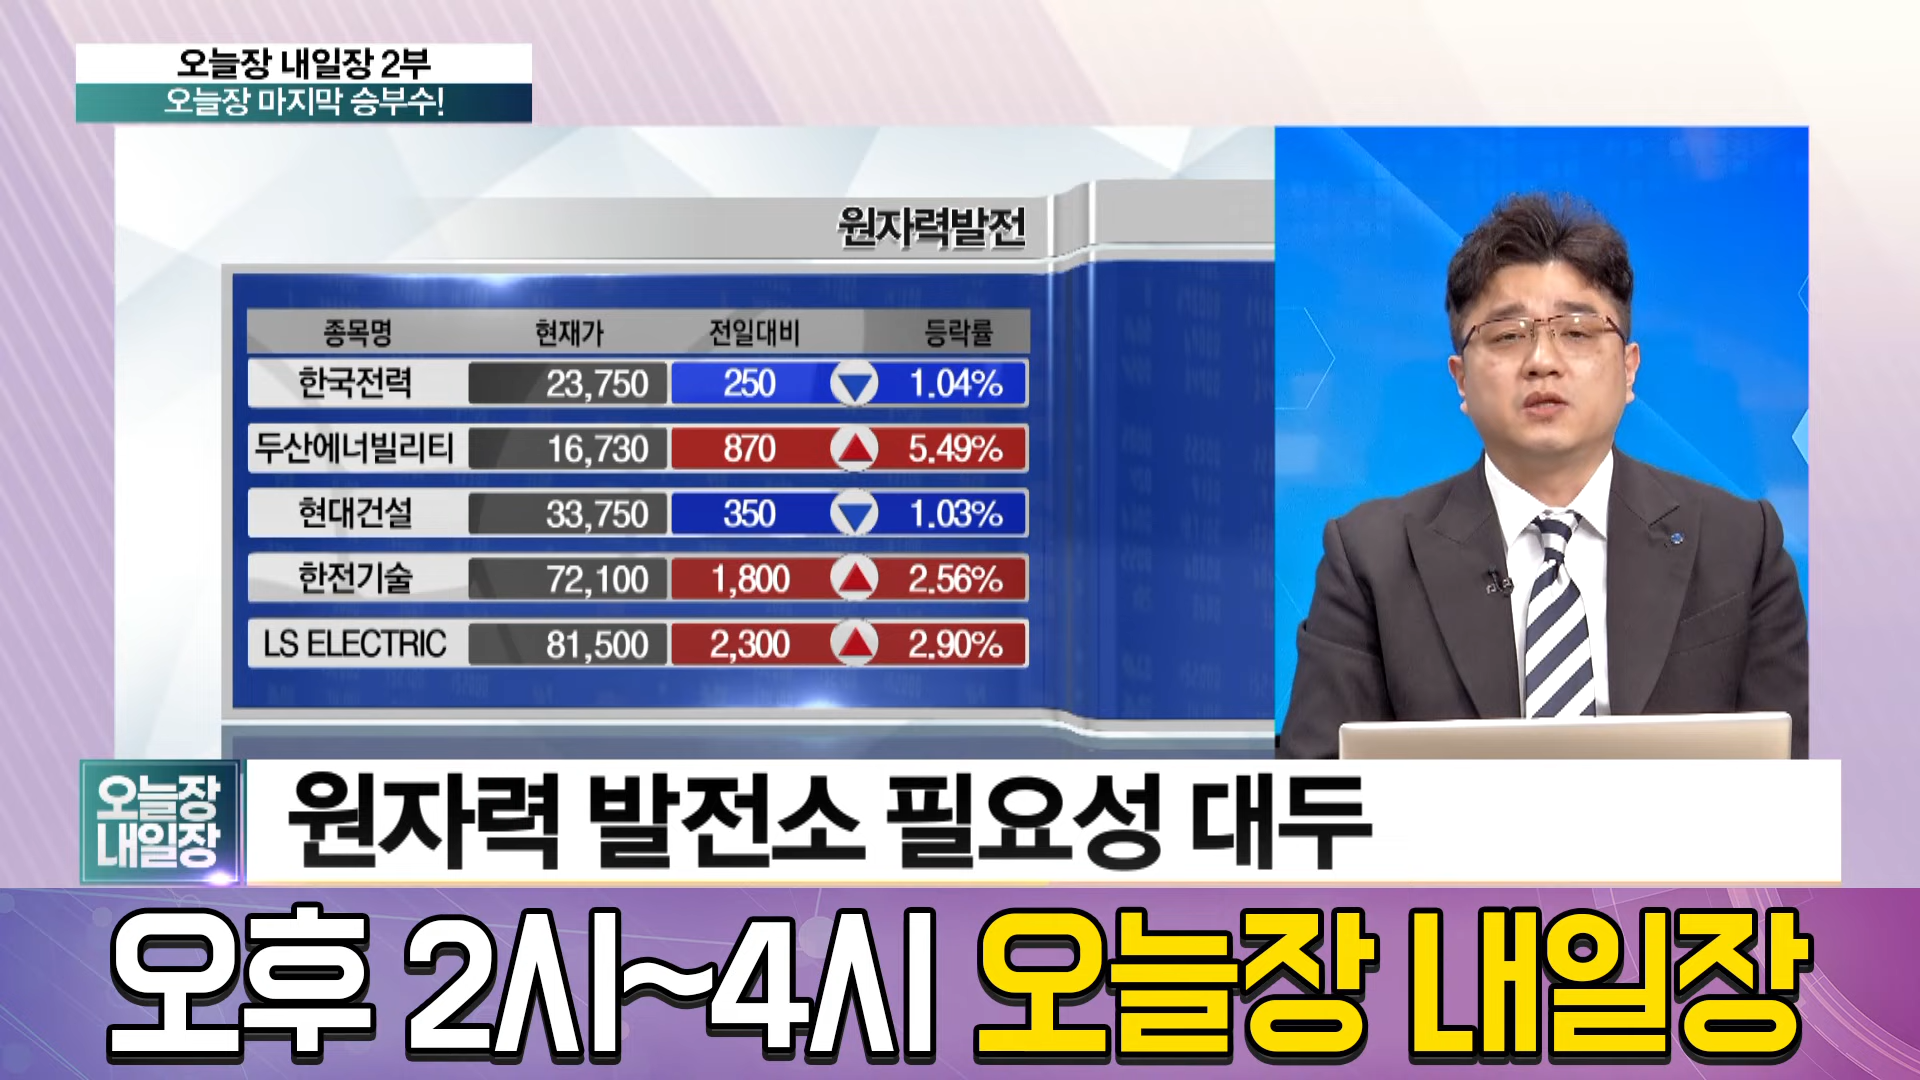 오늘장 내일장 2부
오늘장 마지막 승부수!
원자력발전
종목명 현재가 전일대비 등락률
한국전력 23,750 250 ▼ 1.04%
두산에너빌리티 16,730 870 ▲ 5.49%
현대건설 33,750 350 ▼ 1.03%
한전기술 72,100 1,800 ▲ 2.56%
LS ELECTRIC 81,500 2,300 ▲ 2.90%
오늘장
내일장
원자력 발전소 필요성 대두
오후 2시~4시 오늘장 내일장